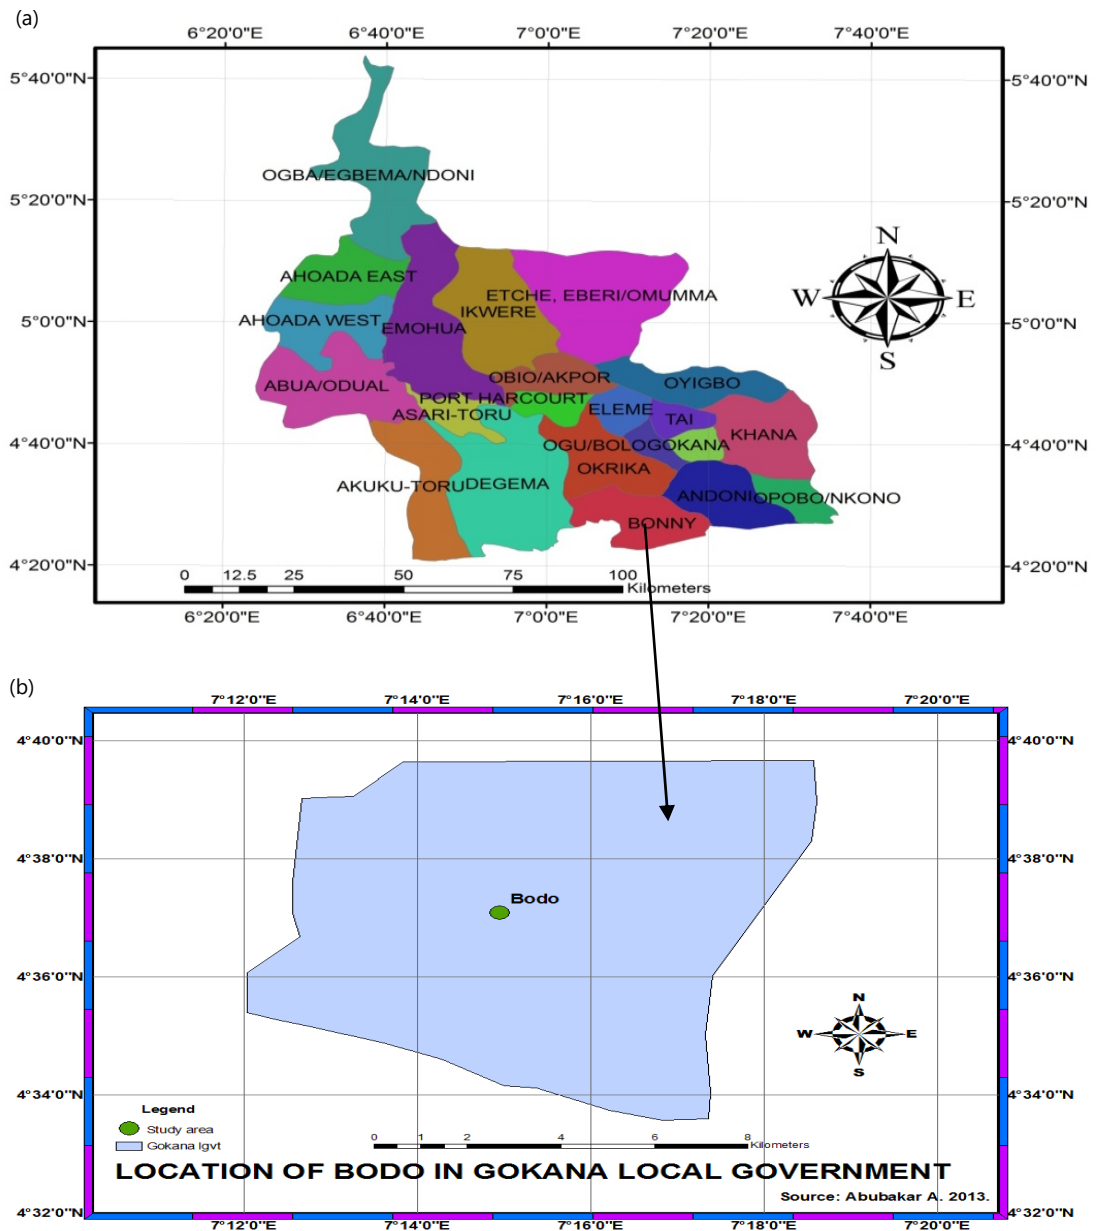 (a)
6°20'0"E 6°40'0"E 7°0'0"E 7°20'0"E 7°40'0"E
5°40'0"N 5°40'0"N
OGBA/EGBEMA/NDONI
5°20'0"N 5°20'0"N
N
AHOADA EAST
ETCHE, EBERI/OMUMMA
W E
IKWERE
AHOADA WEST
EMOHUA
5°0'0"N 5°0'0"N
S
OBIO/AKPOR
OYIGBO
ABUA/ODUAL
PORT HARCOURT
ELEME
ASARI-TORU
TAI
KHANA
4°40'0"N 4°40'0"N
OGU/BOLO
GOKANA
OKRIKA
AKUKU-TORU
DEGEMA
ANDONI
OPOBO/NKONO
BONNY
4°20'0"N 4°20'0"N
0 12.5 25 50 75 100
Kilometers
6°20'0"E 6°40'0"E 7°0'0"E 7°20'0"E 7°40'0"E
(b)
7°12'0"E 7°14'0"E 7°16'0"E 7°18'0"E 7°20'0"E
4°40'0"N 4°40'0"N
4°38'0"N 4°38'0"N
Bodo
4°36'0"N 4°36'0"N
N
W E
S
4°34'0"N 4°34'0"N
Legend
Study area
Gokana lgvt
0 1 2 4 6 8
Kilometers
LOCATION OF BODO IN GOKANA LOCAL GOVERNMENT
Source: Abubakar A. 2013.
4°32'0"N 4°32'0"N
7°12'0"E 7°14'0"E 7°16'0"E 7°18'0"E 7°20'0"E